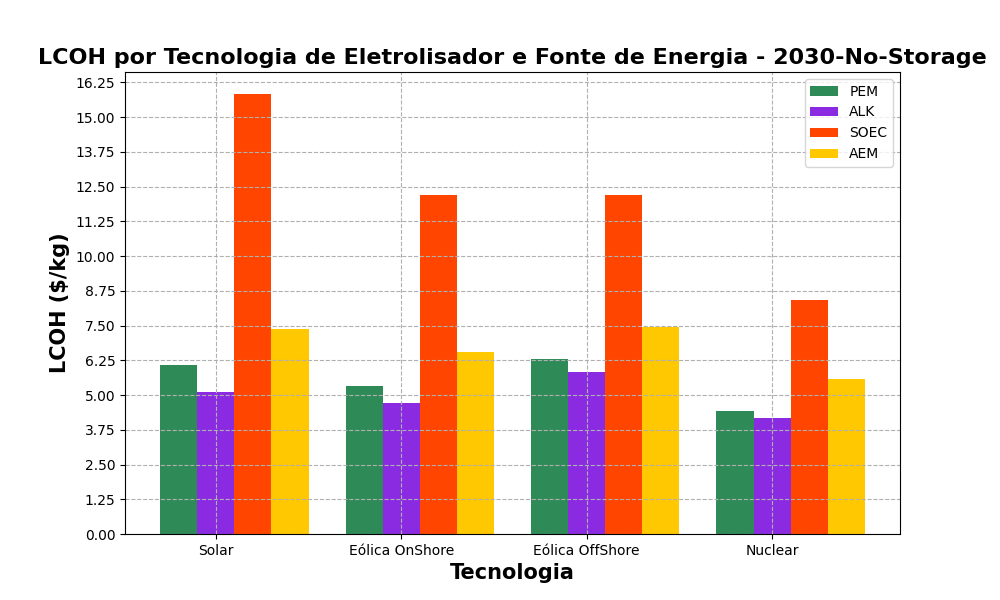 LCOH por Tecnologia de Eletrolisador e Fonte de Energia - 2030-No-Storage
LCOH ($/kg)
16.25
15.00
13.75
12.50
11.25
10.00
8.75
7.50
6.25
5.00
3.75
2.50
1.25
0.00
PEM
ALK
SOEC
AEM
Solar
Eólica OnShore
Eólica OffShore
Nuclear
Tecnologia